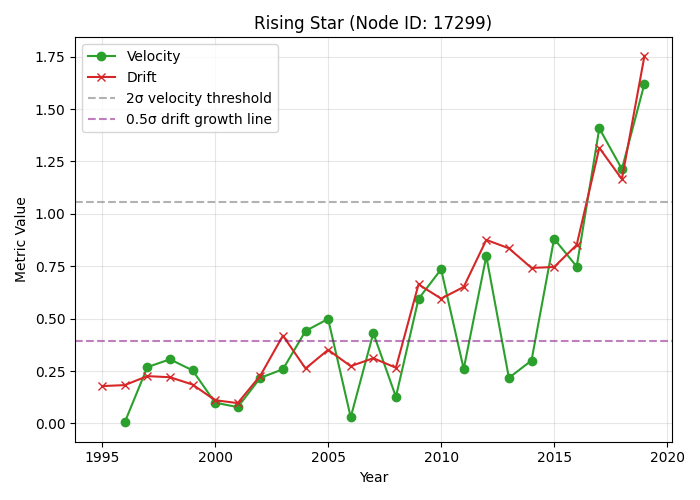 Rising Star (Node ID: 17299)
Velocity
Drift
2σ velocity threshold
0.5σ drift growth line
Metric Value
1.75
1.50
1.25
1.00
0.75
0.50
0.25
0.00
1995 2000 2005 2010 2015 2020
Year